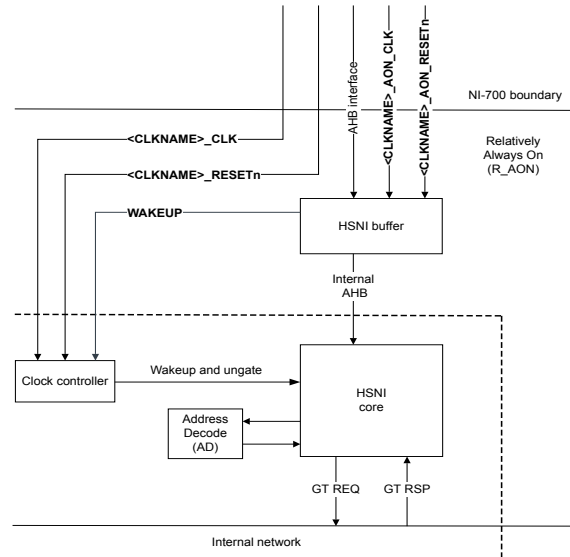 AHB interface
<CLKNAME>_AON_CLK
<CLKNAME>_AON_RESETn
NI-700 boundary
<CLKNAME>_CLK
Relatively
Always On
(R_AON)
<CLKNAME>_RESETn
WAKEUP
HSNI buffer
Internal
AHB
Clock controller
Wakeup and ungate
HSNI
core
Address
Decode
(AD)
GT REQ
GT RSP
Internal network